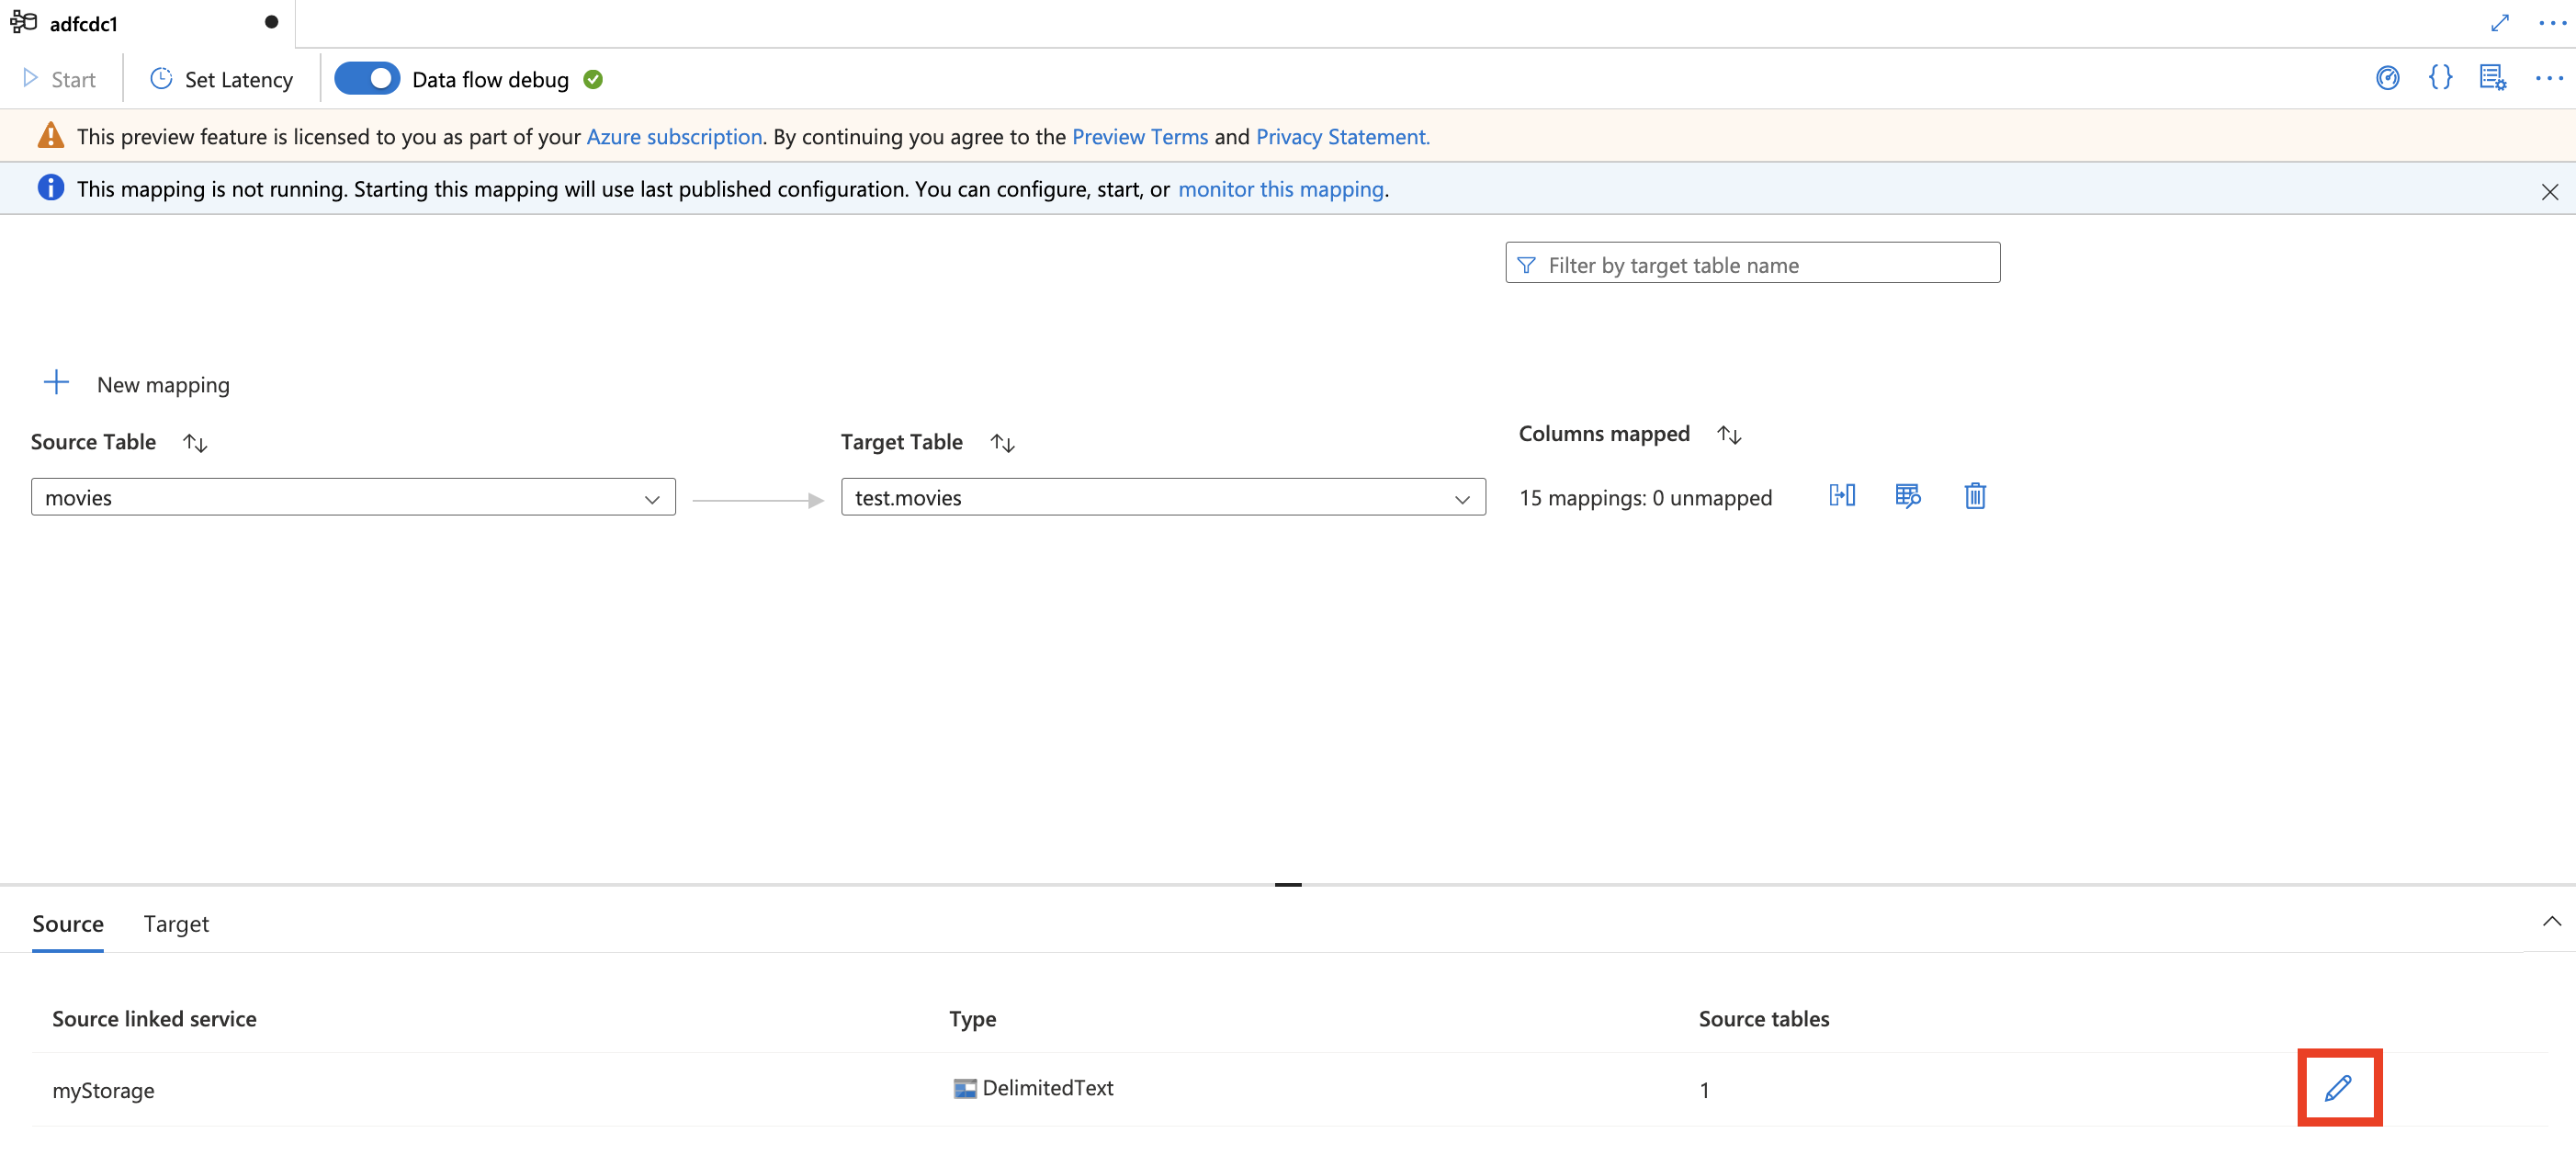 adfcdc1
Start Set Latency Data flow debug
This preview feature is licensed to you as part of your Azure subscription. By continuing you agree to the Preview Terms and Privacy Statement.
This mapping is not running. Starting this mapping will use last published configuration. You can configure, start, or monitor this mapping.
Filter by target table name
New mapping
Source Table Target Table Columns mapped
movies test.movies 15 mappings: 0 unmapped
Source Target
Source linked service Type Source tables
myStorage DelimitedText 1